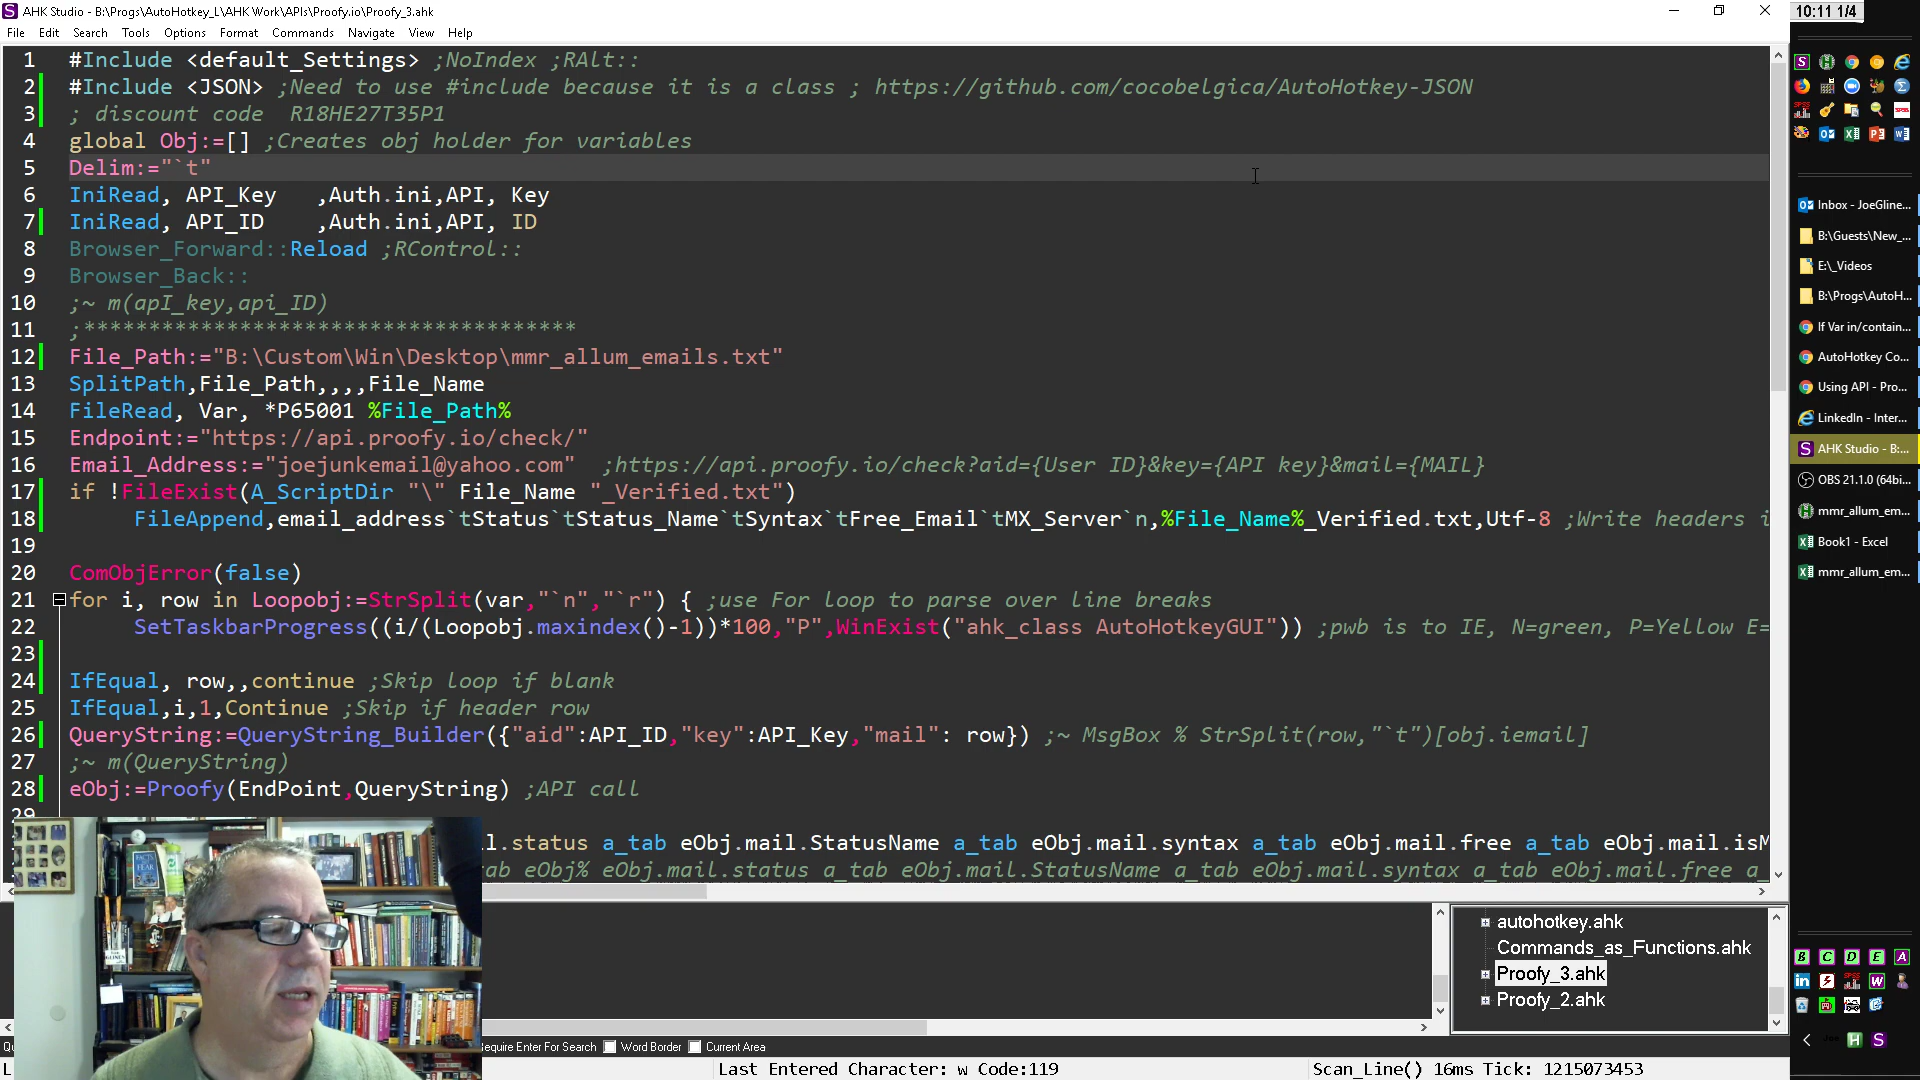 AHK Studio - B:\Progs\AutoHotkey_L\AHK Work\APIs\Proofy.io\Proofy_3.ahk
10:11 1/4
File Edit Search Tools Options Format Commands Navigate View Help
1 #Include <default_Settings> ;NoIndex ;RAlt::
2 #Include <JSON> ;Need to use #include because it is a class ; https://github.com/cocobelgica/AutoHotkey-JSON
3 ; discount code  R18HE27T35P1
4 global Obj:=[] ;Creates obj holder for variables
5 Delim:="`t"
6 IniRead, API_Key   ,Auth.ini,API, Key
7 IniRead, API_ID    ,Auth.ini,API, ID
8 Browser_Forward::Reload ;RControl::
9 Browser_Back::
10 ;~ m(apI_key,api_ID)
11 ;**************************************
12 File_Path:="B:\Custom\Win\Desktop\mmr_allum_emails.txt"
13 SplitPath,File_Path,,,,File_Name
14 FileRead, Var, *P65001 %File_Path%
15 Endpoint:="https://api.proofy.io/check/"
16 Email_Address:="joejunkemail@yahoo.com"  ;https://api.proofy.io/check?aid={User ID}&key={API key}&mail={MAIL}
17 if !FileExist(A_ScriptDir "\" File_Name "_Verified.txt")
18 FileAppend,email_address`tStatus`tStatus_Name`tSyntax`tFree_Email`tMX_Server`n,%File_Name%_Verified.txt,Utf-8 ;Write headers i
19
20 ComObjError(false)
21 for i, row in Loopobj:=StrSplit(var,"`n","`r") { ;use For loop to parse over line breaks
22 SetTaskbarProgress((i/(Loopobj.maxindex()-1))*100,"P",WinExist("ahk_class AutoHotkeyGUI")) ;pwb is to IE, N=green, P=Yellow E=
23
24 IfEqual, row,,continue ;Skip loop if blank
25 IfEqual,i,1,Continue ;Skip if header row
26 QueryString:=QueryString_Builder({"aid":API_ID,"key":API_Key,"mail": row}) ;~ MsgBox % StrSplit(row,"`t")[obj.iemail]
27 ;~ m(QueryString)
28 eObj:=Proofy(EndPoint,QueryString) ;API call
29
l.status a_tab eObj.mail.StatusName a_tab eObj.mail.syntax a_tab eObj.mail.free a_tab eObj.mail.isM
tab eObj% eObj.mail.status a_tab eObj.mail.StatusName a_tab eObj.mail.syntax a_tab eObj.mail.free a_
autohotkey.ahk
Commands_as_Functions.ahk
Proofy_3.ahk
Proofy_2.ahk
equire Enter For Search Word Border Current Area
Last Entered Character: w Code:119
Scan_Line() 16ms Tick: 1215073453
Inbox - JoeGline...
B:\Guests\New_...
E:\_Videos
B:\Progs\AutoH...
If Var in/contain...
AutoHotkey Co...
Using API - Pro...
LinkedIn - Inter...
AHK Studio - B:...
OBS 21.1.0 (64bi...
mmr_allum_em...
Book1 - Excel
mmr_allum_em...